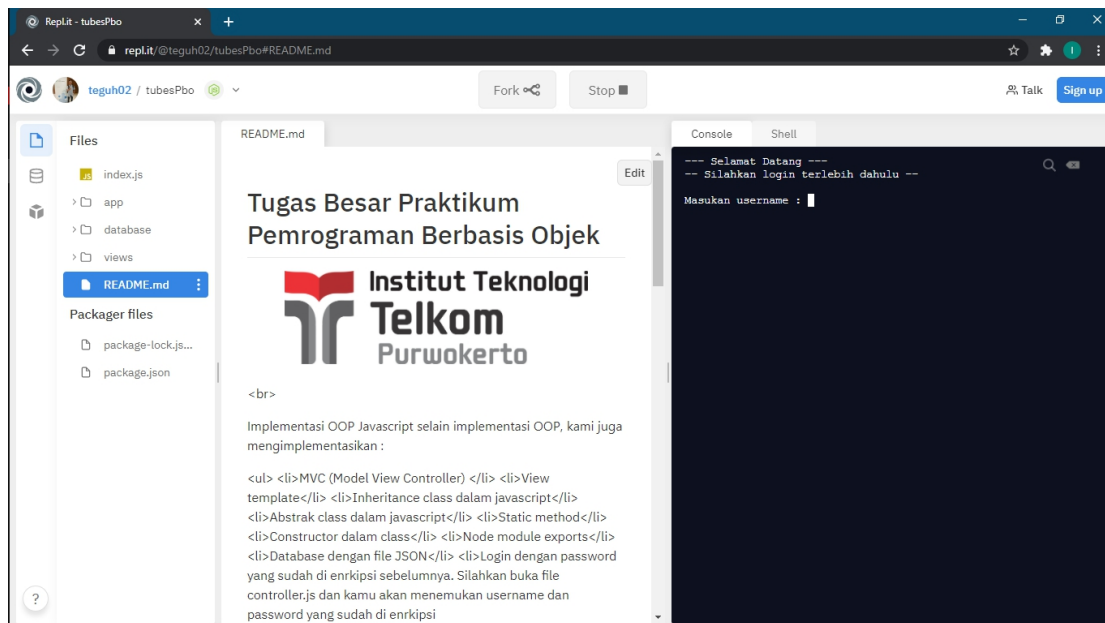 Repl.it - tubesPbo
repl.it/@teguh02/tubesPbo#README.md
teguh02 / tubesPbo
Fork
Stop
Talk
Sign up
Files
JS index.js
app
database
views
README.md
Packager files
package-lock.js...
package.json
?
README.md
Edit
Tugas Besar Praktikum
Pemrograman Berbasis Objek
Institut Teknologi
Telkom
Purwokerto
<br>
Implementasi OOP Javascript selain implementasi OOP, kami juga
mengimplementasikan :
<ul> <li>MVC (Model View Controller) </li> <li>View
template</li> <li>Inheritance class dalam javascript</li>
<li>Abstrak class dalam javascript</li> <li>Static method</li>
<li>Constructor dalam class</li> <li>Node module exports</li>
<li>Database dengan file JSON</li> <li>Login dengan password
yang sudah di enrkipsi sebelumnya. Silahkan buka file
controller.js dan kamu akan menemukan username dan
password yang sudah di enrkipsi
Console Shell
--- Selamat Datang ---
-- Silahkan login terlebih dahulu --
Masukan username :